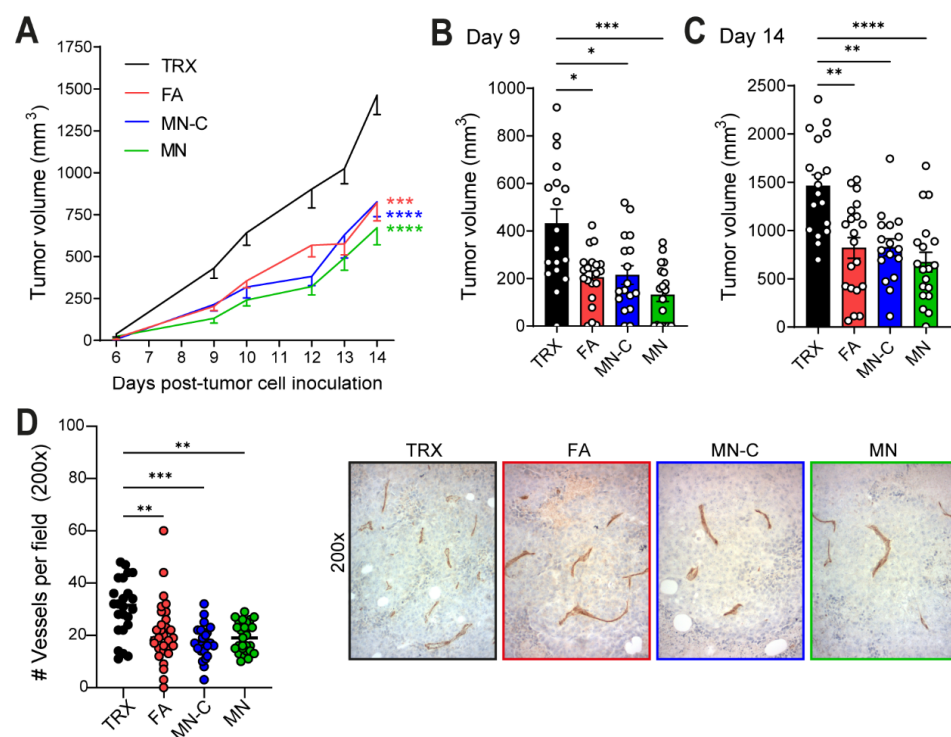 A
Tumor volume (mm³)
1750
1500
1250
1000
750
500
250
0
TRX
FA
MN-C
MN
***
****
****
6 7 8 9 10 11 12 13 14
Days post-tumor cell inoculation
B Day 9
Tumor volume (mm³)
1000
800
600
400
200
0
***
*
*
TRX FA MN-C MN
C Day 14
Tumor volume (mm³)
2500
2000
1500
1000
500
0
****
**
**
TRX FA MN-C MN
D
# Vessels per field (200x)
100
80
60
40
20
0
**
***
**
TRX FA MN-C MN
TRX FA MN-C MN
200x